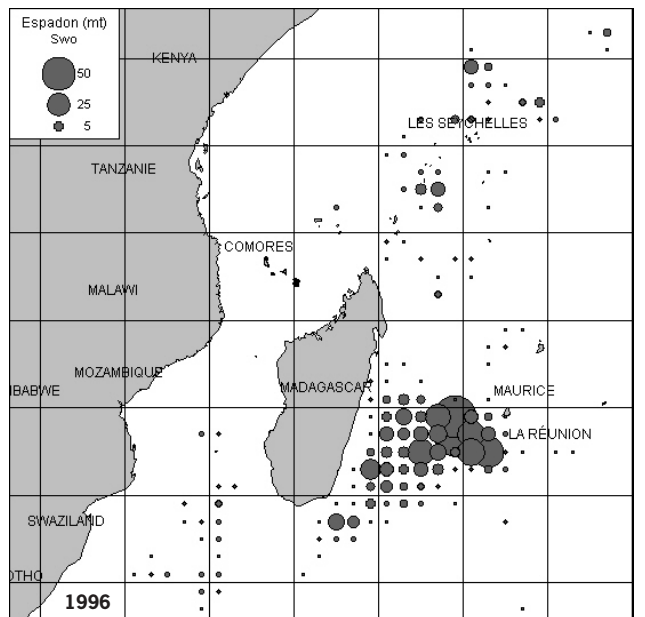 Espadon (mt)
Swo
50
25
5
KENYA
LES SEYCHELLES
TANZANIE
COMORES
MALAWI
MOZAMBIQUE
MADAGASCAR
MAURICE
IBABWE
LA RÉUNION
SWAZILAND
OTHO
1996